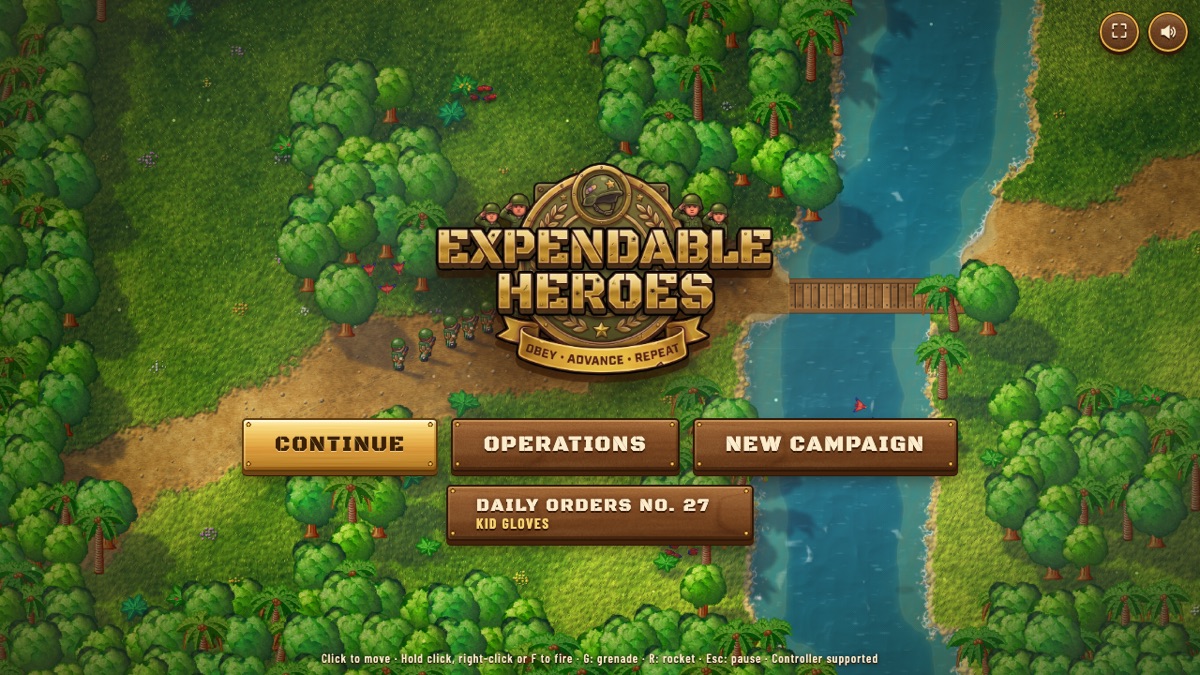 EXPENDABLE
HEROES
OBEY · ADVANCE · REPEAT
CONTINUE
OPERATIONS
NEW CAMPAIGN
DAILY ORDERS NO. 27
KID GLOVES
Click to move · Hold click, right-click or F to fire · G: grenade · R: rocket · Esc: pause · Controller supported